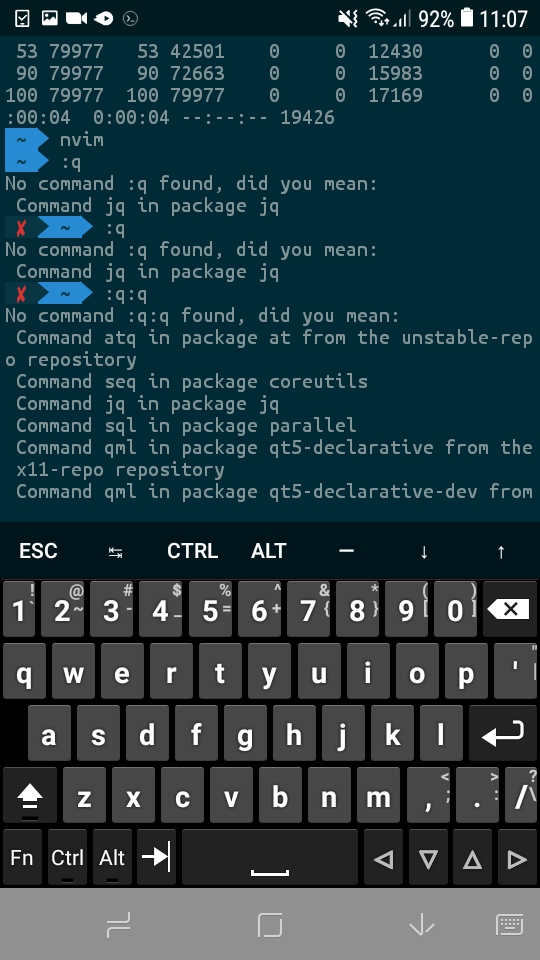 92% 11:07
53 79977 53 42501 0 0 12430 0 0
90 79977 90 72663 0 0 15983 0 0
100 79977 100 79977 0 0 17169 0 0
:00:04 0:00:04 --:--:-- 19426
~ nvim
~ :q
No command :q found, did you mean:
Command jq in package jq
✘ ~ :q
No command :q found, did you mean:
Command jq in package jq
✘ ~ :q:q
No command :q:q found, did you mean:
Command atq in package at from the unstable-rep
o repository
Command seq in package coreutils
Command jq in package jq
Command sql in package parallel
Command qml in package qt5-declarative from the
x11-repo repository
Command qml in package qt5-declarative-dev from
ESC ↹ CTRL ALT — ↓ ↑
! @ # $ % ^ & * ( )
1 ` 2 ~ 3 - 4 _ 5 = 6 + 7 { 8 } 9 [ 0 ]
q w e r t y u i o p ' " |
a s d f g h j k l
z x c v b n m , < ; . > : / ? \
Fn Ctrl Alt